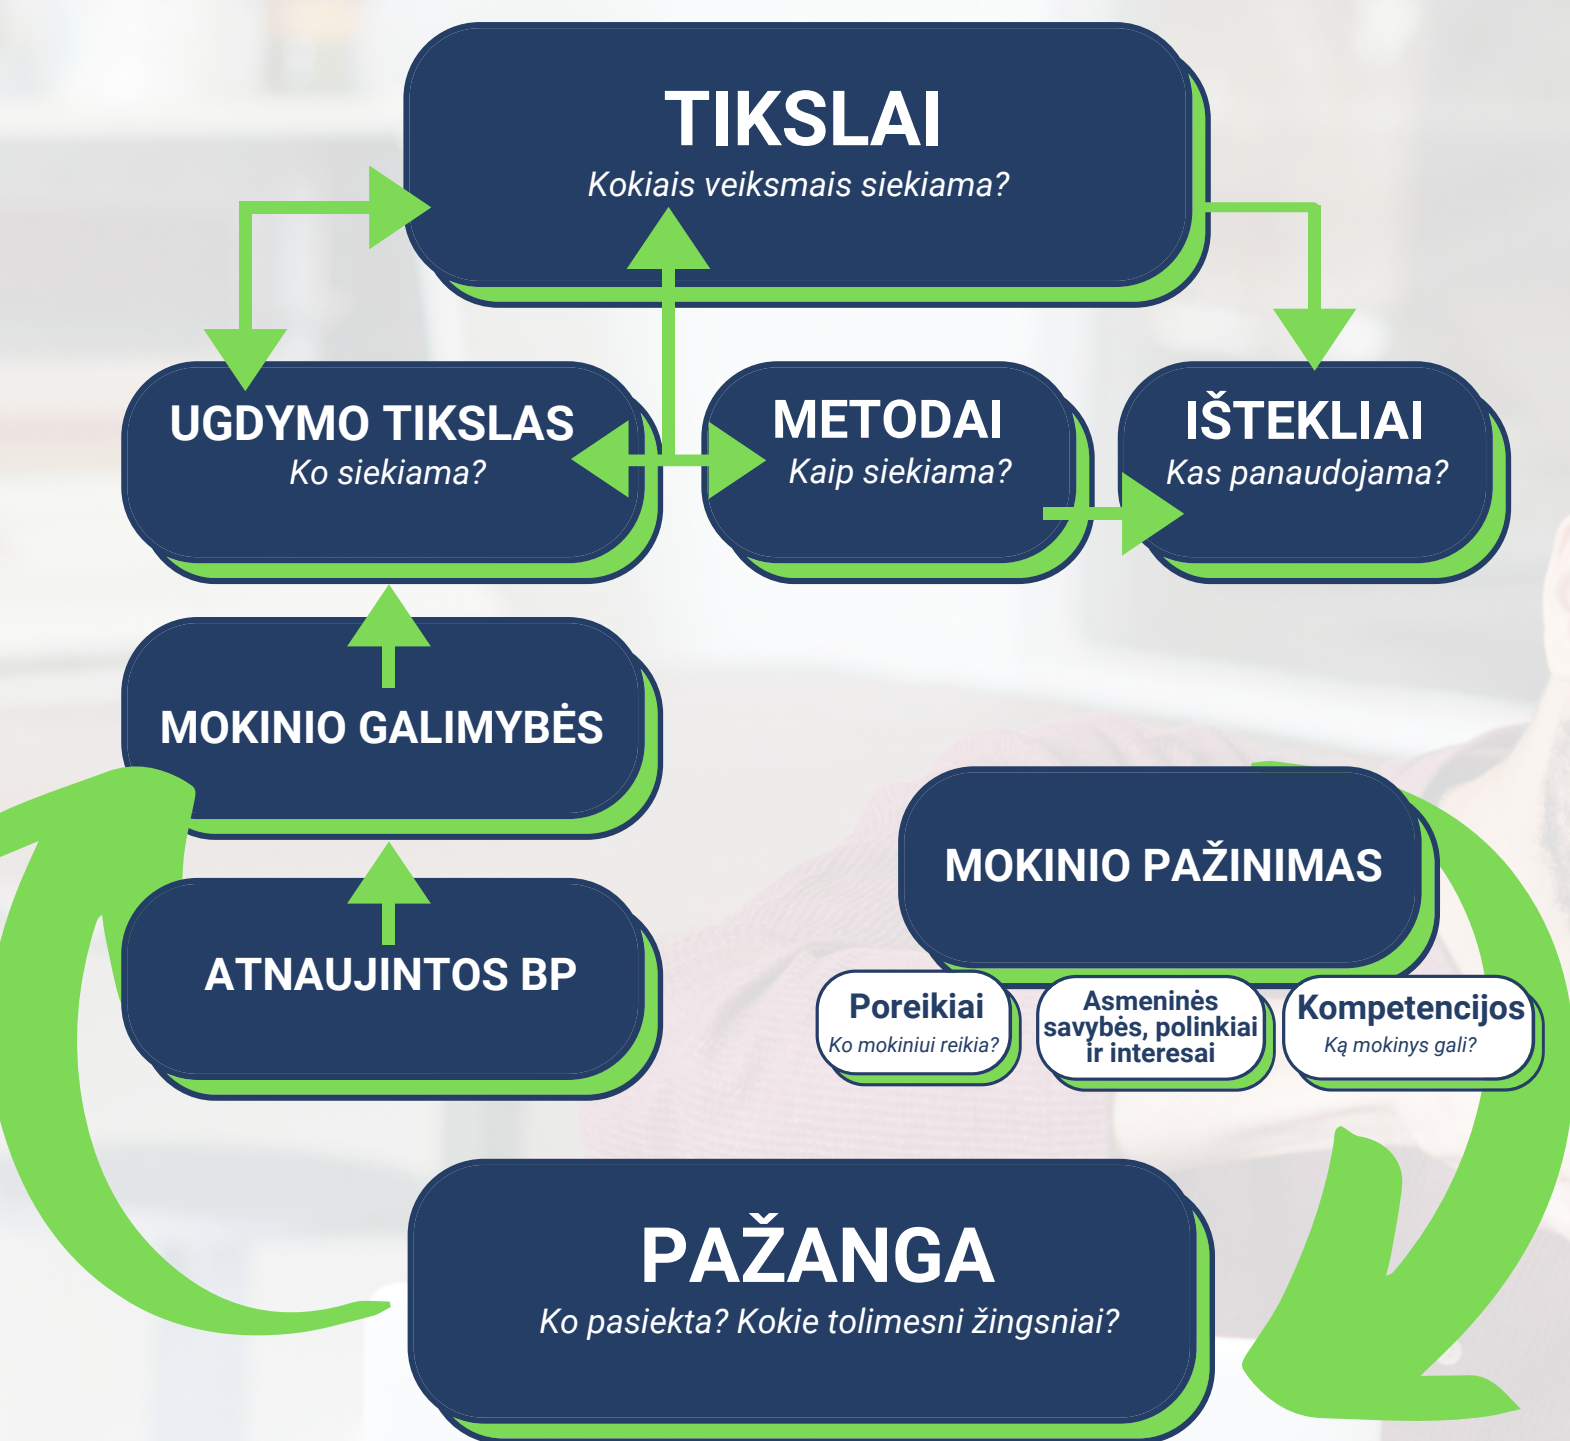 TIKSLAI
Kokiais veiksmais siekiama?
UGDYMO TIKSLAS
Ko siekiama?
METODAI
Kaip siekiama?
IŠTEKLIAI
Kas panaudojama?
MOKINIO GALIMYBĖS
MOKINIO PAŽINIMAS
ATNAUJINTOS BP
Poreikiai
Ko mokiniui reikia?
Asmeninės
savybės, polinkiai
ir interesai
Kompetencijos
Ką mokinys gali?
PAŽANGA
Ko pasiekta? Kokie tolimesni žingsniai?